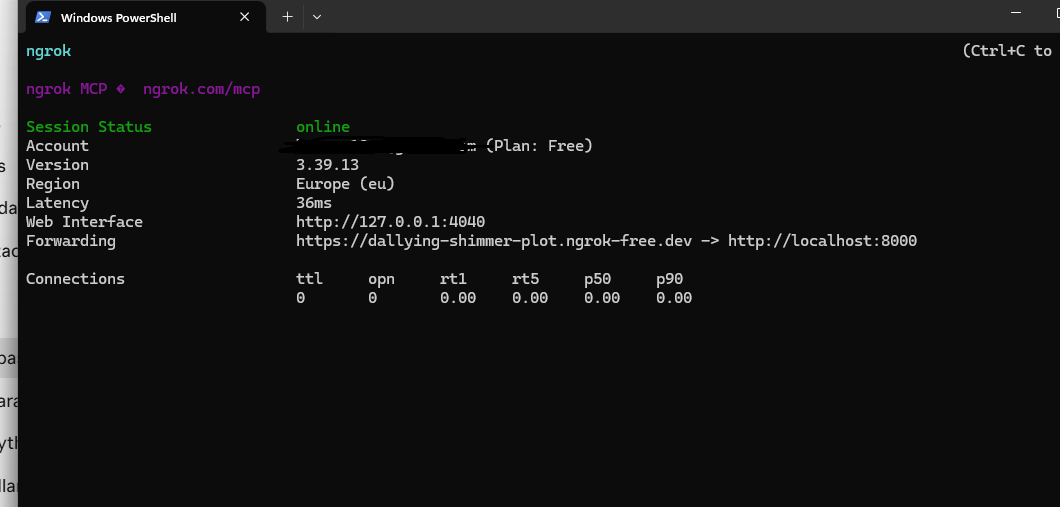 Windows PowerShell
ngrok (Ctrl+C to
ngrok MCP � ngrok.com/mcp
Session Status online
Account (Plan: Free)
Version 3.39.13
Region Europe (eu)
Latency 36ms
Web Interface http://127.0.0.1:4040
Forwarding https://dallying-shimmer-plot.ngrok-free.dev -> http://localhost:8000
Connections ttl opn rt1 rt5 p50 p90
0 0 0.00 0.00 0.00 0.00